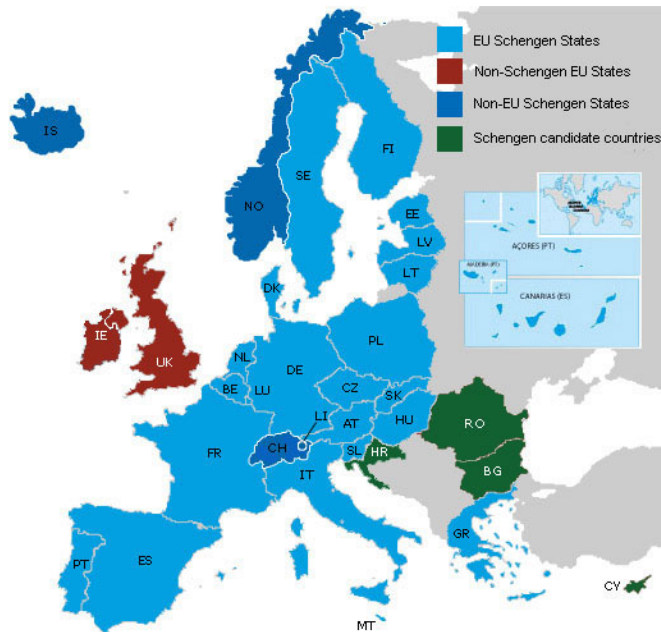 EU Schengen States
Non-Schengen EU States
Non-EU Schengen States
Schengen candidate countries
IS
FI
SE
NO
EE
LV
LT
DK
AÇORES (PT)
MADEIRA (PT)
CANARIAS (ES)
IE
UK
NL
BE
LU
DE
PL
CZ
SK
LI
AT
HU
FR
CH
SL
HR
RO
IT
BG
PT
ES
GR
CY
MT